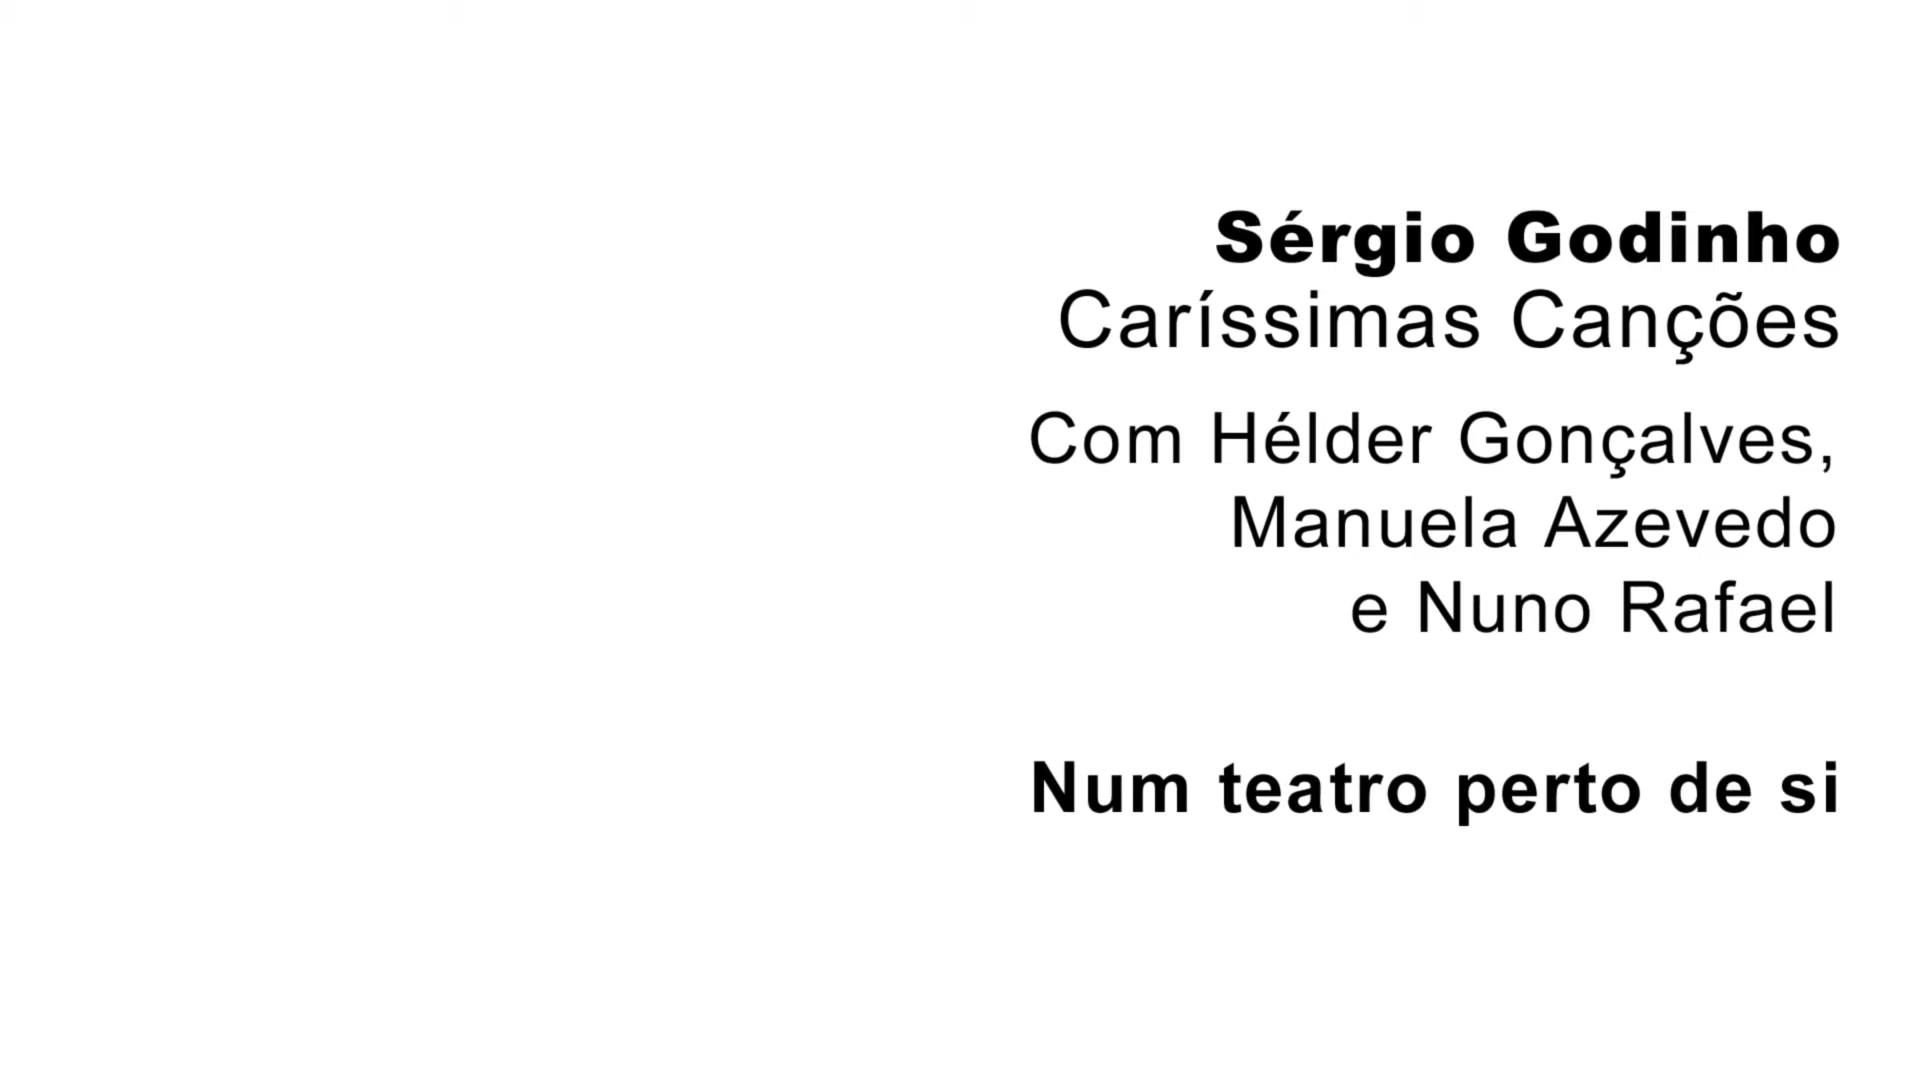 Sérgio Godinho
Caríssimas Canções
Com Hélder Gonçalves,
Manuela Azevedo
e Nuno Rafael
Num teatro perto de si